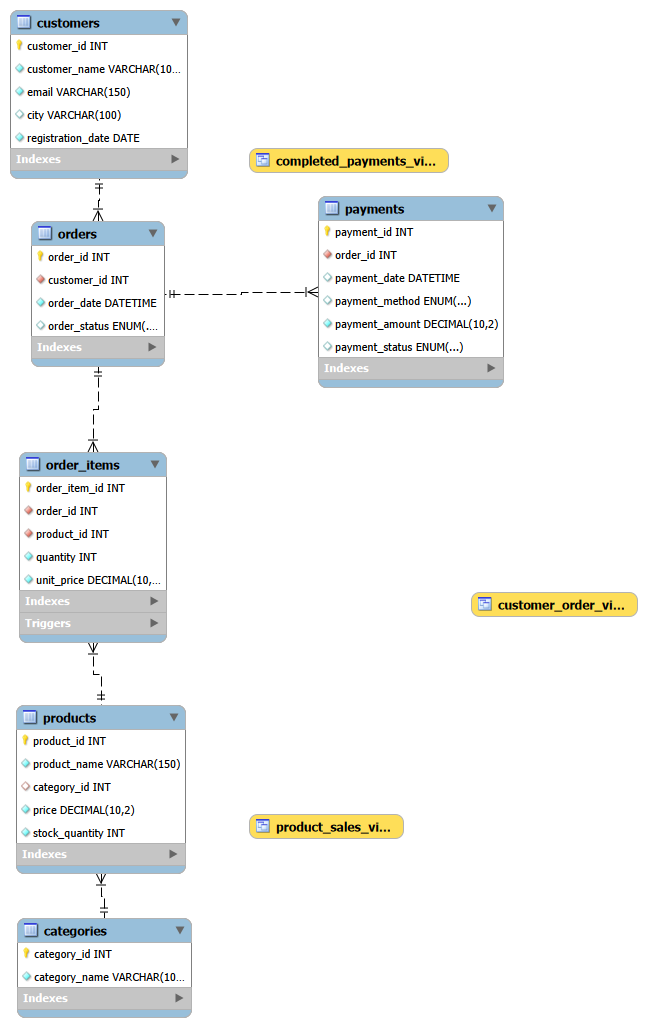 customers
customer_id INT
customer_name VARCHAR(10...
email VARCHAR(150)
city VARCHAR(100)
registration_date DATE
Indexes
completed_payments_vi...
payments
payment_id INT
order_id INT
payment_date DATETIME
payment_method ENUM(...)
payment_amount DECIMAL(10,2)
payment_status ENUM(...)
Indexes
orders
order_id INT
customer_id INT
order_date DATETIME
order_status ENUM(....
Indexes
order_items
order_item_id INT
order_id INT
product_id INT
quantity INT
unit_price DECIMAL(10,...
Indexes
Triggers
customer_order_vi...
products
product_id INT
product_name VARCHAR(150)
category_id INT
price DECIMAL(10,2)
stock_quantity INT
Indexes
product_sales_vi...
categories
category_id INT
category_name VARCHAR(10...
Indexes